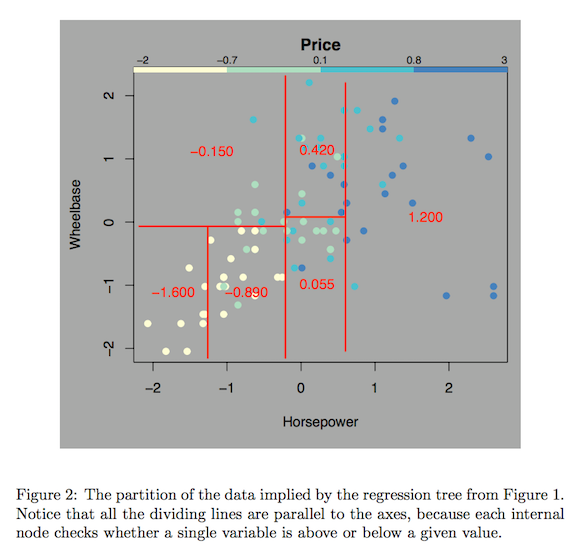 Price
−2 −0.7 0.1 0.8 3
2
1
0
−1
−2
Wheelbase
−0.150
0.420
1.200
−1.600
−0.890
0.055
−2 −1 0 1 2
Horsepower
Figure 2: The partition of the data implied by the regression tree from Figure 1.
Notice that all the dividing lines are parallel to the axes, because each internal
node checks whether a single variable is above or below a given value.